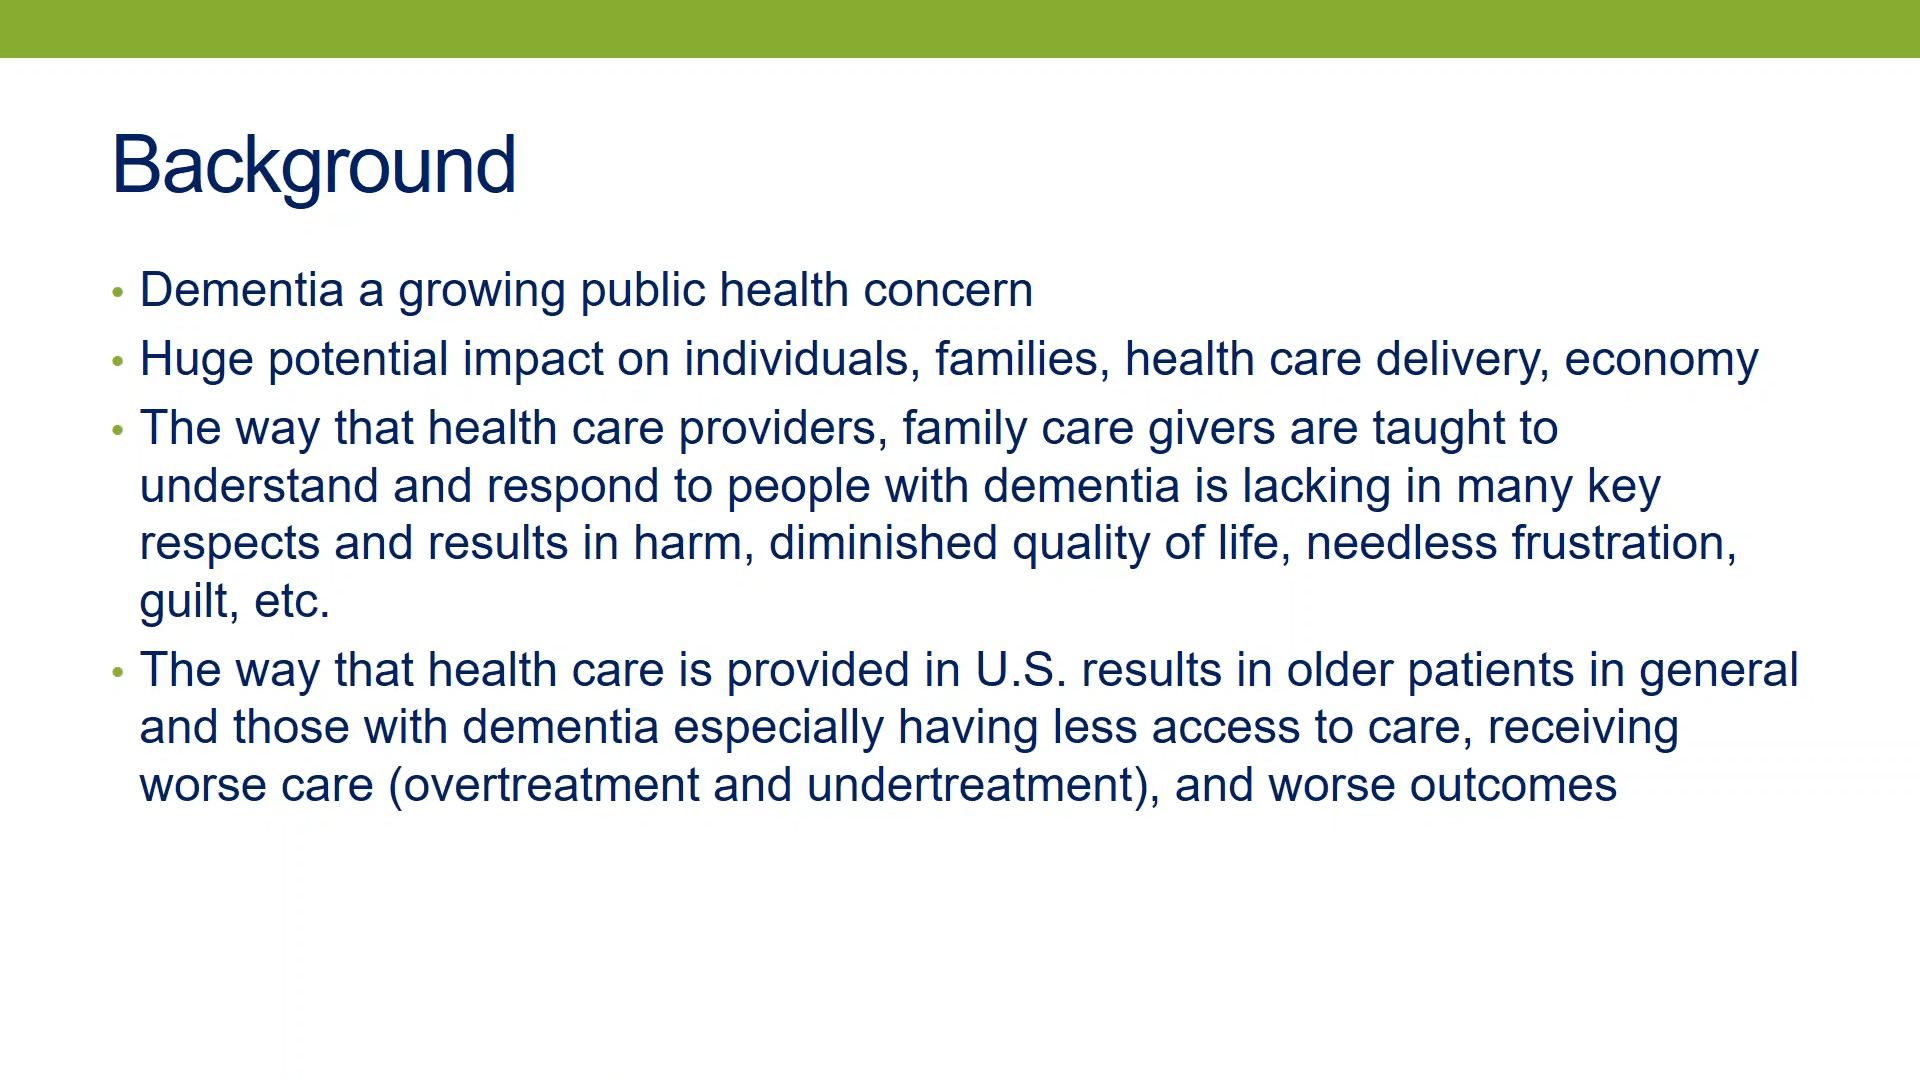 Background
• Dementia a growing public health concern
• Huge potential impact on individuals, families, health care delivery, economy
• The way that health care providers, family care givers are taught to
understand and respond to people with dementia is lacking in many key
respects and results in harm, diminished quality of life, needless frustration,
guilt, etc.
• The way that health care is provided in U.S. results in older patients in general
and those with dementia especially having less access to care, receiving
worse care (overtreatment and undertreatment), and worse outcomes